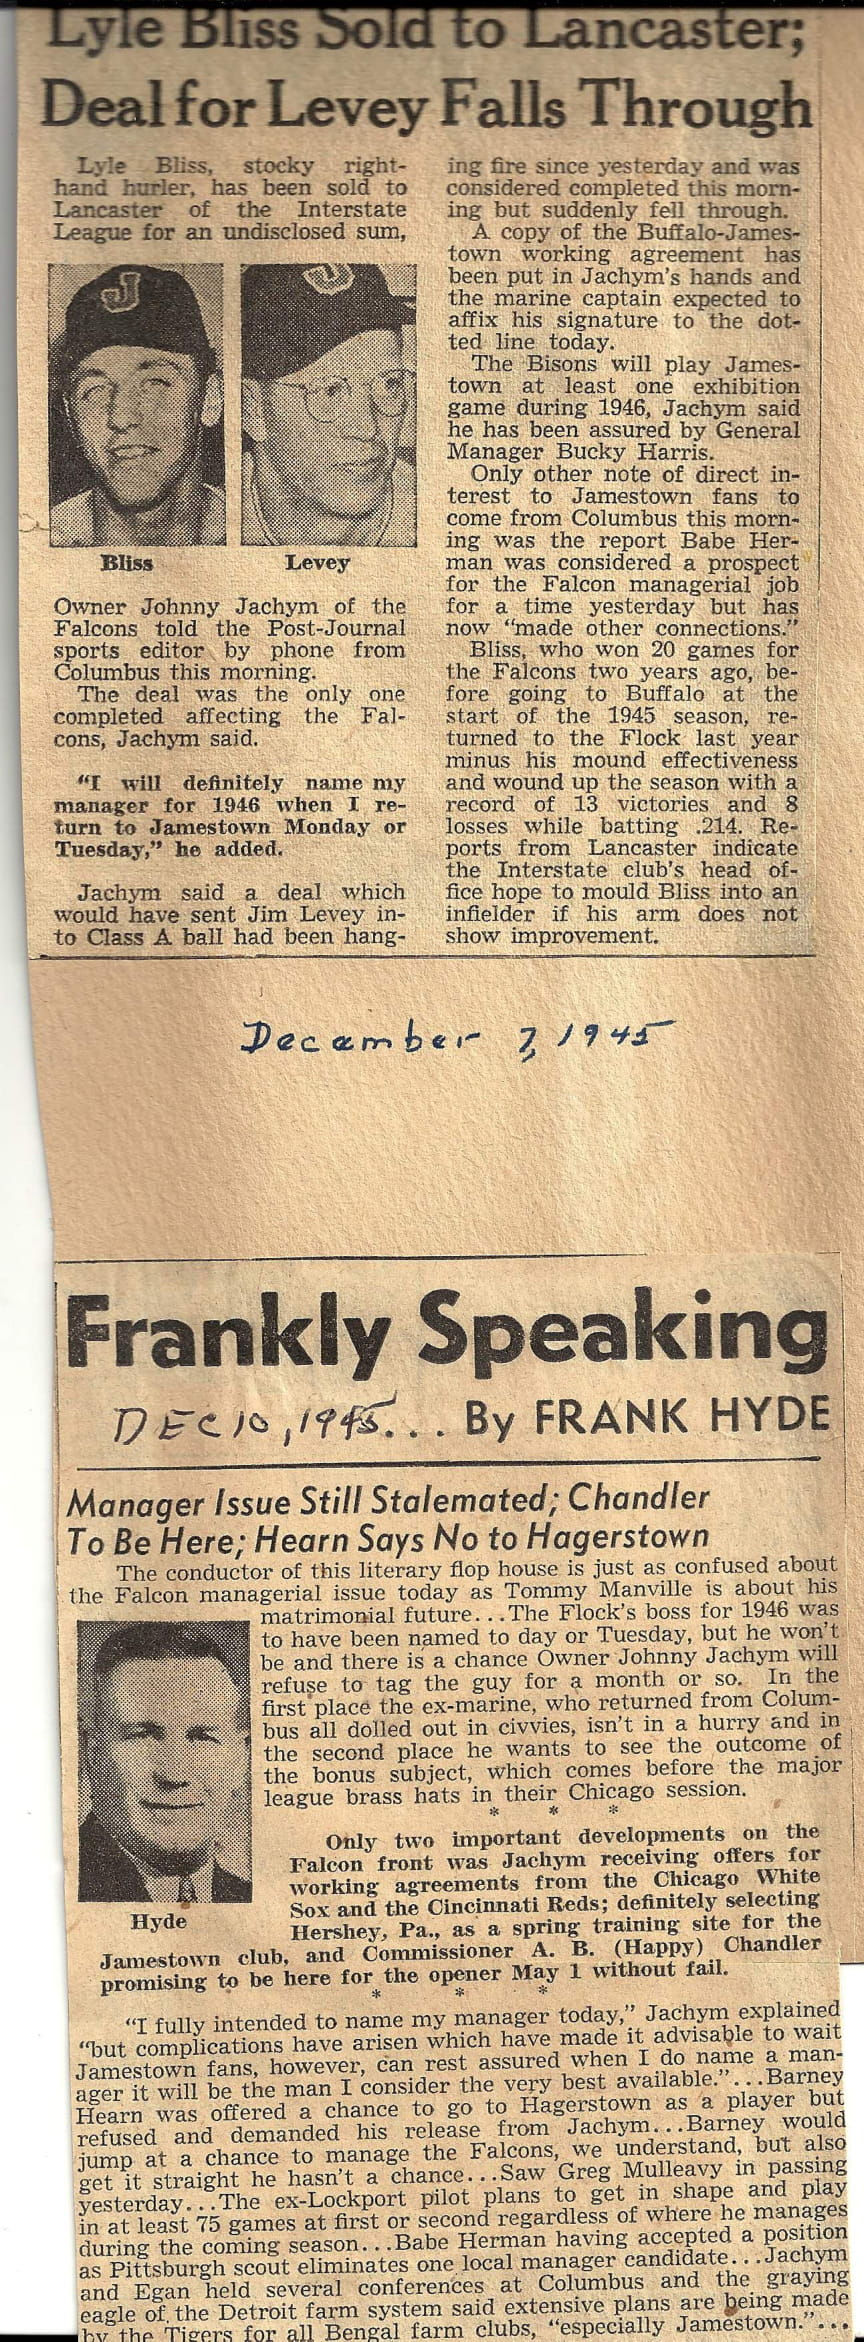 Lyle Bliss Sold to Lancaster;
Deal for Levey Falls Through
Lyle Bliss, stocky right-
hand hurler, has been sold to
Lancaster of the Interstate
League for an undisclosed sum,
J
J
Bliss
Levey
Owner Johnny Jachym of the
Falcons told the Post-Journal
sports editor by phone from
Columbus this morning.
The deal was the only one
completed affecting the Fal-
cons, Jachym said.
"I will definitely name my
manager for 1946 when I re-
turn to Jamestown Monday or
Tuesday," he added.
Jachym said a deal which
would have sent Jim Levey in-
to Class A ball had been hang-
ing fire since yesterday and was
considered completed this morn-
ing but suddenly fell through.
A copy of the Buffalo-James-
town working agreement has
been put in Jachym's hands and
the marine captain expected to
affix his signature to the dot-
ted line today.
The Bisons will play James-
town at least one exhibition
game during 1946, Jachym said
he has been assured by General
Manager Bucky Harris.
Only other note of direct in-
terest to Jamestown fans to
come from Columbus this morn-
ing was the report Babe Her-
man was considered a prospect
for the Falcon managerial job
for a time yesterday but has
now "made other connections."
Bliss, who won 20 games for
the Falcons two years ago, be-
fore going to Buffalo at the
start of the 1945 season, re-
turned to the Flock last year
minus his mound effectiveness
and wound up the season with a
record of 13 victories and 8
losses while batting .214. Re-
ports from Lancaster indicate
the Interstate club's head of-
fice hope to mould Bliss into an
infielder if his arm does not
show improvement.
December 7, 1945
Frankly Speaking
DEC 10, 1945... By FRANK HYDE
Manager Issue Still Stalemated; Chandler
To Be Here; Hearn Says No to Hagerstown
The conductor of this literary flop house is just as confused about
the Falcon managerial issue today as Tommy Manville is about his
matrimonial future...The Flock's boss for 1946 was
to have been named to day or Tuesday, but he won't
be and there is a chance Owner Johnny Jachym will
refuse to tag the guy for a month or so. In the
first place the ex-marine, who returned from Colum-
bus all dolled out in civvies, isn't in a hurry and in
the second place he wants to see the outcome of
the bonus subject, which comes before the major
league brass hats in their Chicago session.
* * *
Only two important developments on the
Falcon front was Jachym receiving offers for
working agreements from the Chicago White
Sox and the Cincinnati Reds; definitely selecting
Hyde
Hershey, Pa., as a spring training site for the
Jamestown club, and Commissioner A. B. (Happy) Chandler
promising to be here for the opener May 1 without fail.
* * *
"I fully intended to name my manager today," Jachym explained
"but complications have arisen which have made it advisable to wait
Jamestown fans, however, can rest assured when I do name a man-
ager it will be the man I consider the very best available."...Barney
Hearn was offered a chance to go to Hagerstown as a player but
refused and demanded his release from Jachym...Barney would
jump at a chance to manage the Falcons, we understand, but also
get it straight he hasn't a chance...Saw Greg Mulleavy in passing
yesterday...The ex-Lockport pilot plans to get in shape and play
in at least 75 games at first or second regardless of where he manages
during the coming season...Babe Herman having accepted a position
as Pittsburgh scout eliminates one local manager candidate...Jachym
and Egan held several conferences at Columbus and the graying
eagle of the Detroit farm system said extensive plans are being made
by the Tigers for all Bengal farm clubs, "especially Jamestown."...